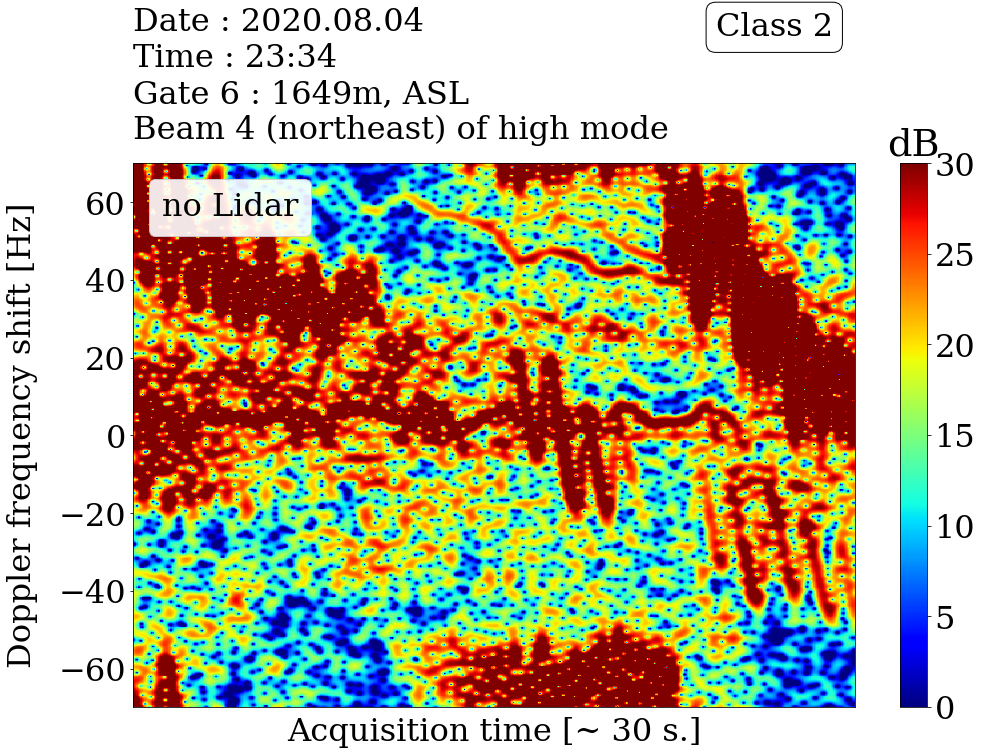 Date : 2020.08.04
Time : 23:34
Gate 6 : 1649m, ASL
Beam 4 (northeast) of high mode
Class 2
no Lidar
Doppler frequency shift [Hz]
60
40
20
0
−20
−40
−60
Acquisition time [~ 30 s.]
dB
30
25
20
15
10
5
0